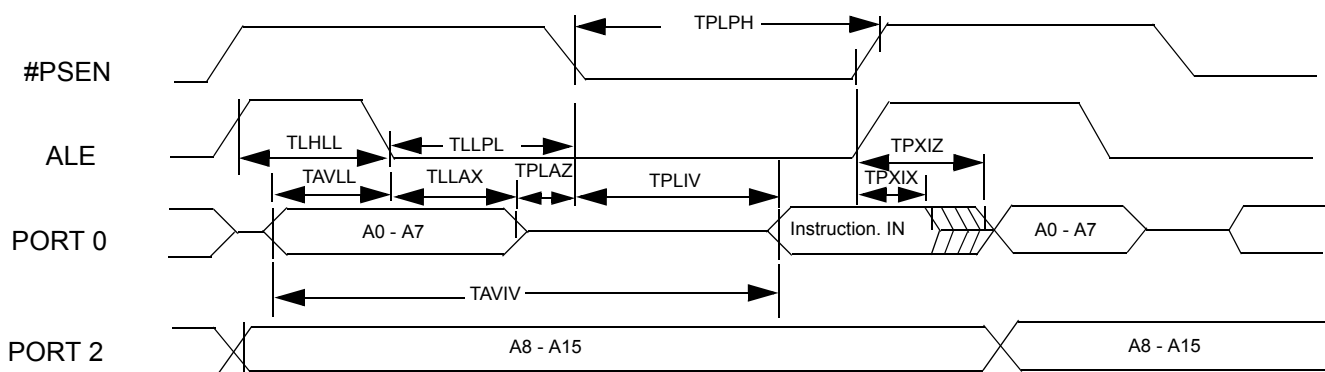 TPLPH
#PSEN
ALE
TLHLL
TLLPL
TPXIZ
TAVLL
TLLAX
TPLAZ
TPLIV
TPXIX
PORT 0
A0 - A7
Instruction. IN
A0 - A7
TAVIV
PORT 2
A8 - A15
A8 - A15